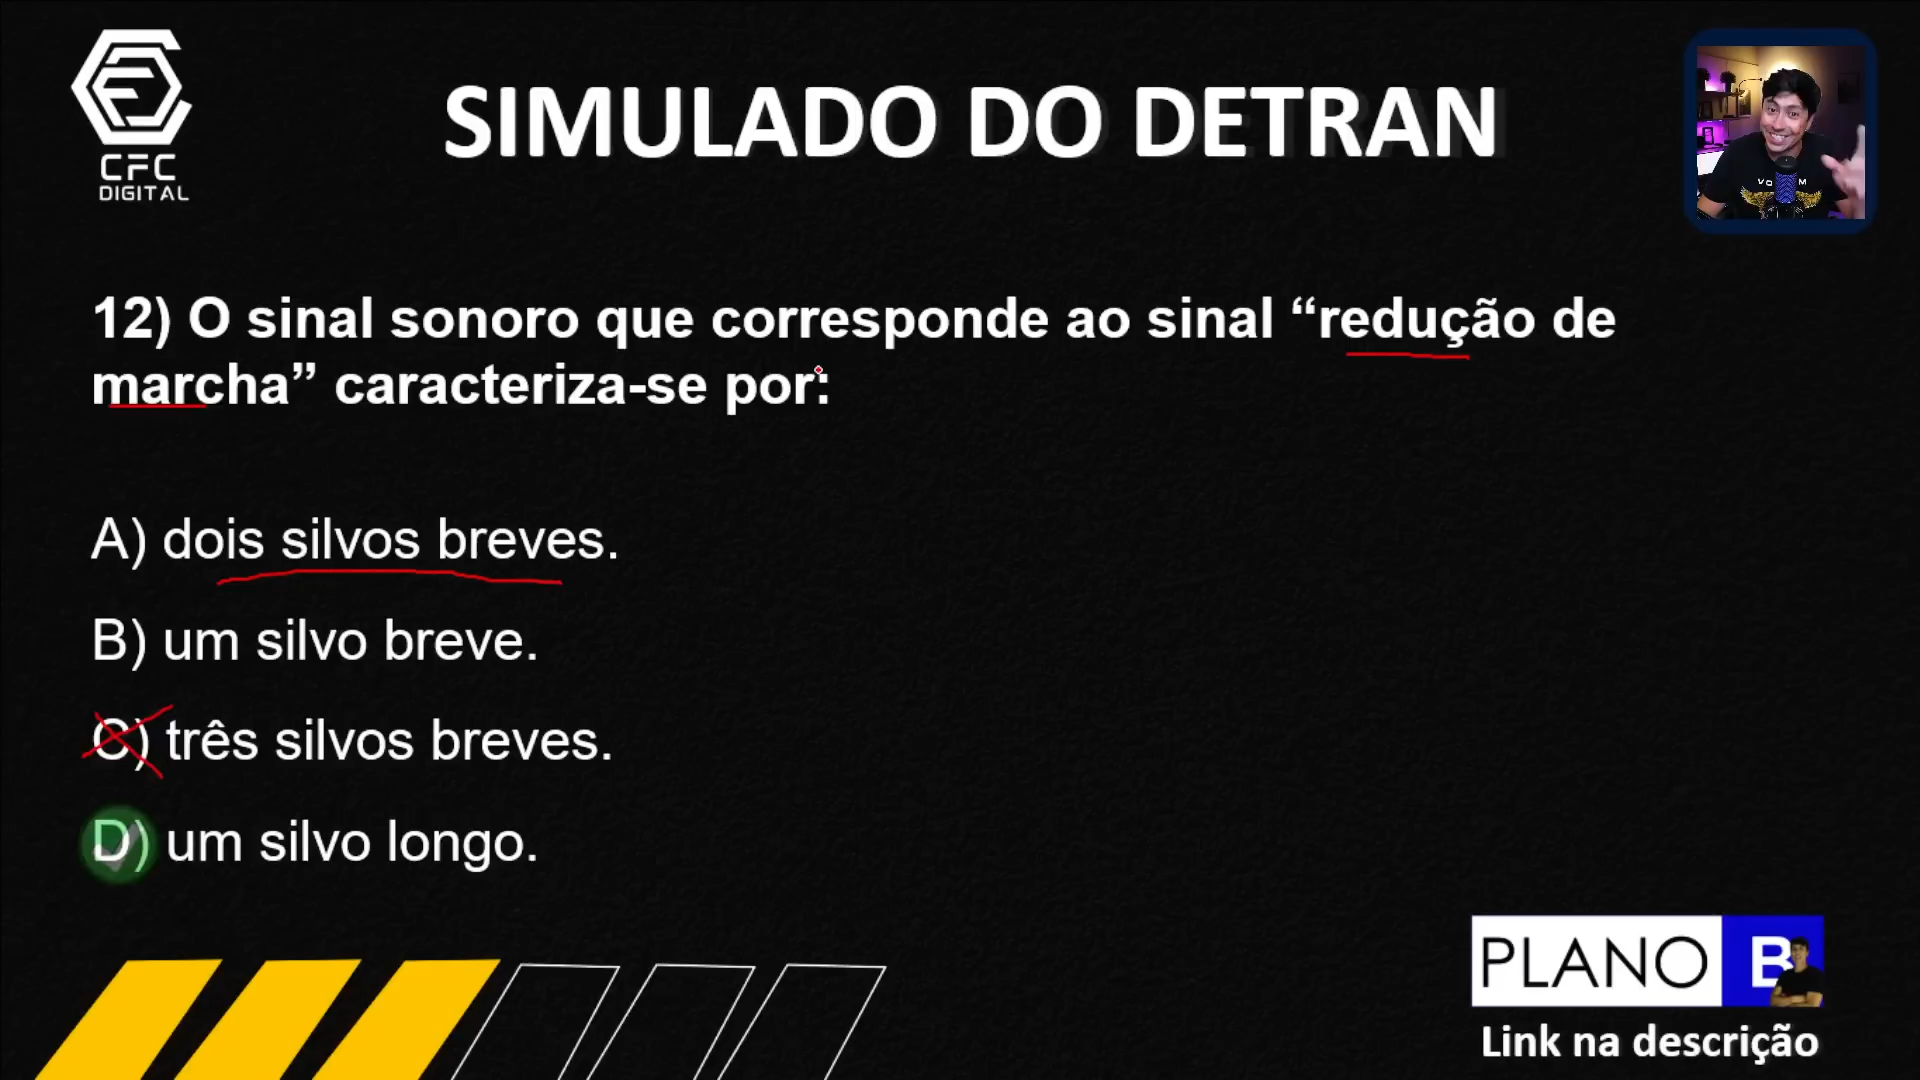 CFC
DIGITAL
SIMULADO DO DETRAN
12) O sinal sonoro que corresponde ao sinal “redução de
marcha” caracteriza-se por:
A) dois silvos breves.
B) um silvo breve.
C) três silvos breves.
D) um silvo longo.
PLANO B
Link na descrição